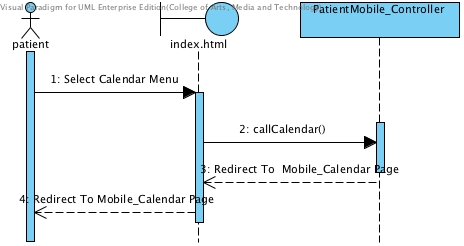 Visual Paradigm for UML Enterprise Edition(College of Arts, Media and Technolog
PatientMobile_Controller
patient
index.html
1: Select Calendar Menu
2: callCalendar()
3: Redirect To Mobile_Calendar Page
4: Redirect To Mobile_Calendar Page